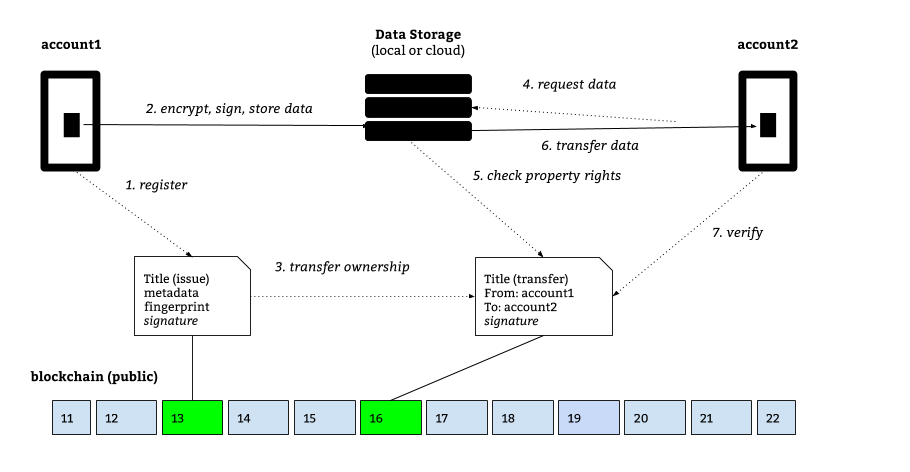 account1
Data Storage
(local or cloud)
account2
4. request data
2. encrypt, sign, store data
6. transfer data
5. check property rights
1. register
7. verify
3. transfer ownership
Title (issue)
metadata
fingerprint
signature
Title (transfer)
From: account1
To: account2
signature
blockchain (public)
11 12 13 14 15 16 17 18 19 20 21 22